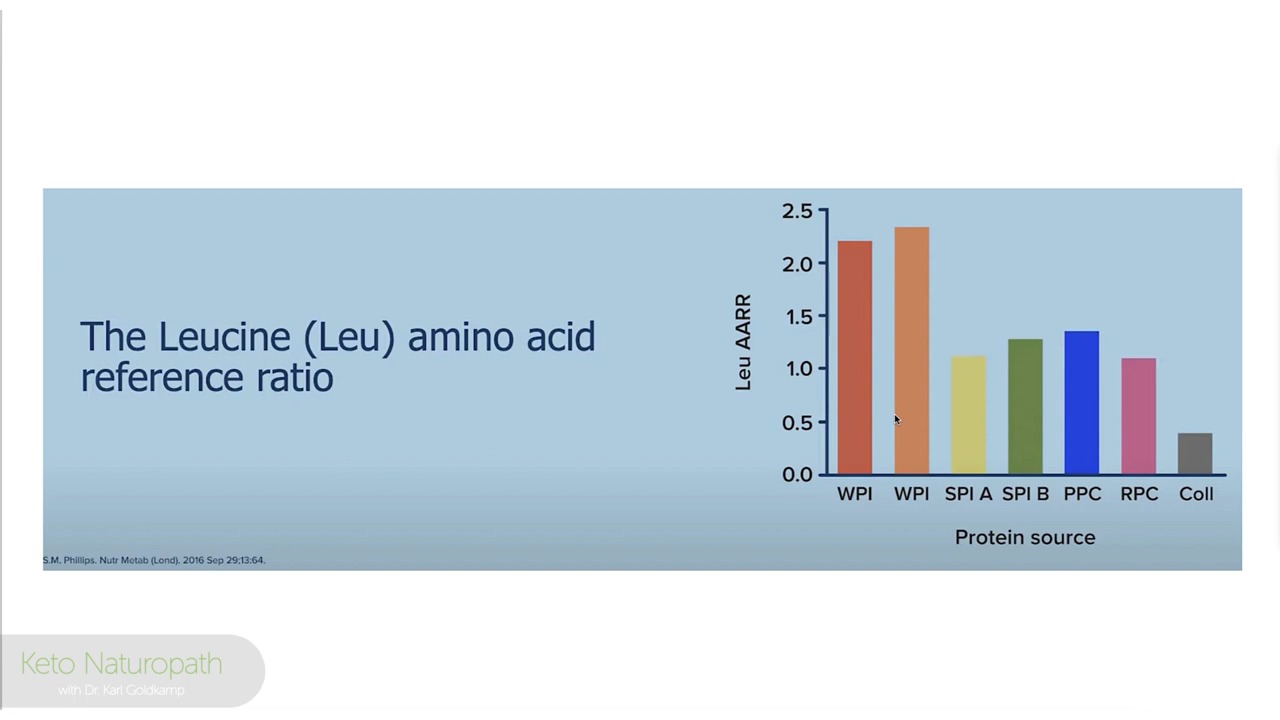 The Leucine (Leu) amino acid
reference ratio
S.M. Phillips. Nutr Metab (Lond). 2016 Sep 29;13:64.
Leu AARR
2.5
2.0
1.5
1.0
0.5
0.0
WPI WPI SPI A SPI B PPC RPC Coll
Protein source
Keto Naturopath
with Dr. Karl Goldkamp